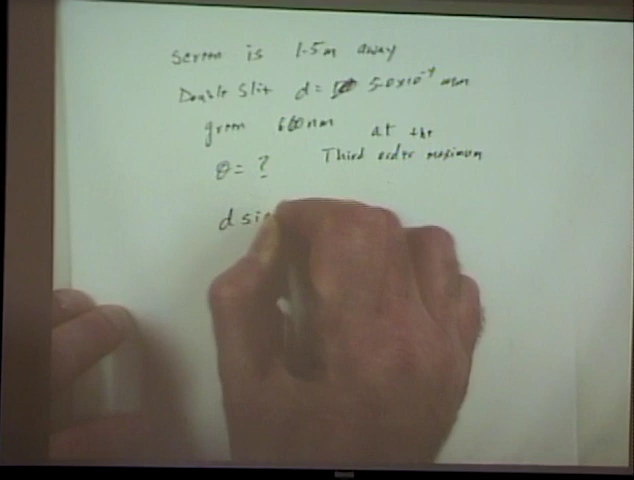 screen is 1.5m away
Double Slit d = 5.0x10⁻⁴ mm
green 600nm at the
θ = ? Third order maximum
d si